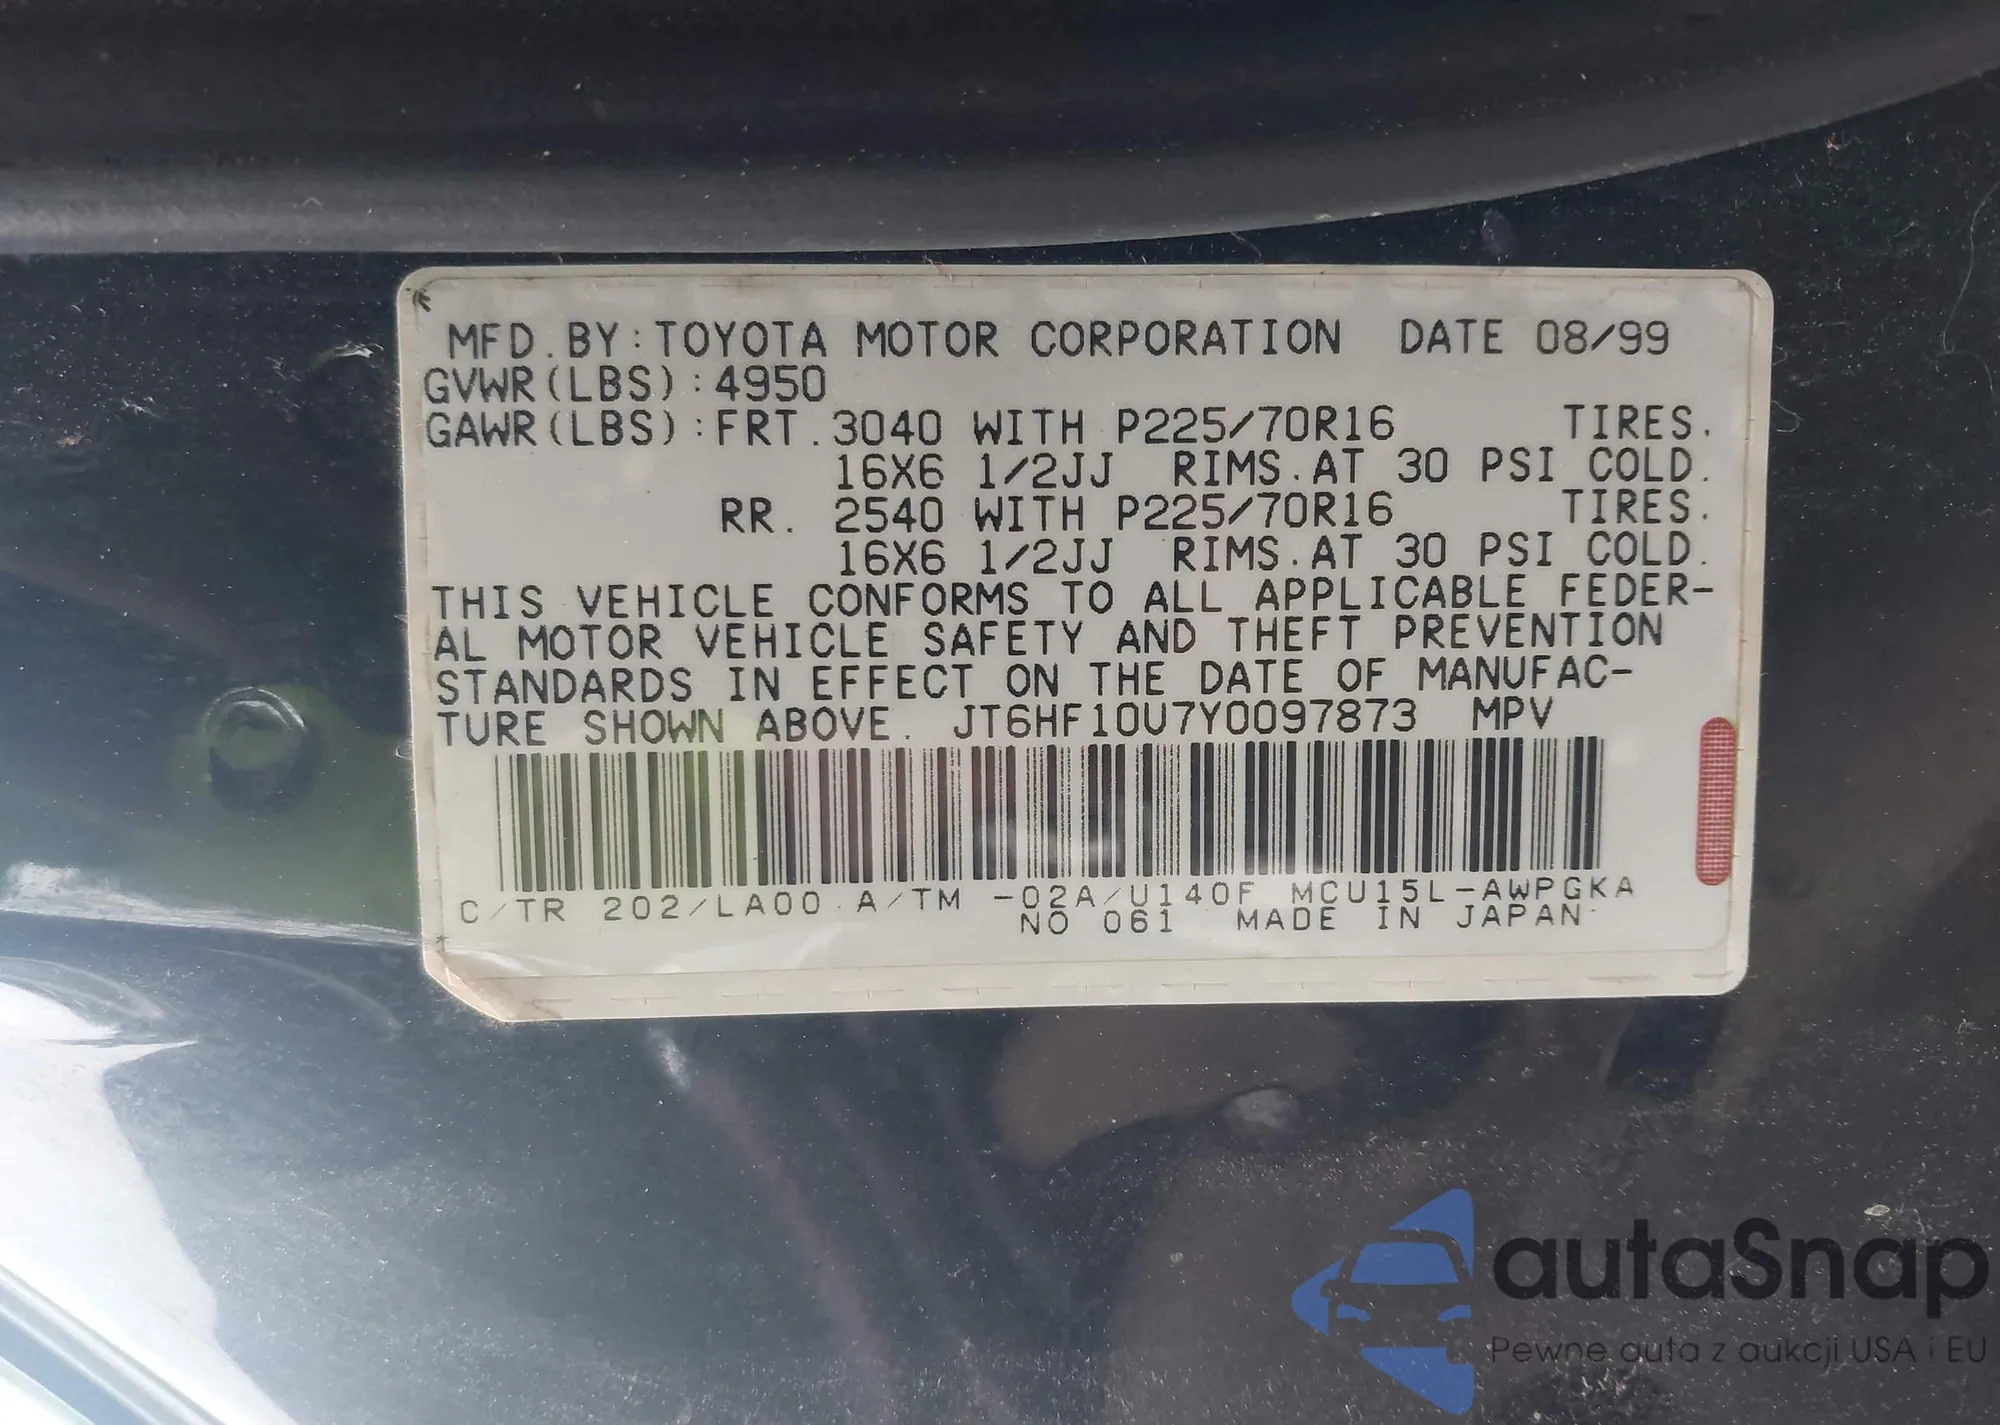 MFD. BY: TOYOTA MOTOR CORPORATION DATE 08/99
GVWR(LBS): 4950
GAWR(LBS): FRT. 3040 WITH P225/70R16 TIRES.
16X6 1/2JJ RIMS. AT 30 PSI COLD.
RR. 2540 WITH P225/70R16 TIRES.
16X6 1/2JJ RIMS. AT 30 PSI COLD.
THIS VEHICLE CONFORMS TO ALL APPLICABLE FEDER-
AL MOTOR VEHICLE SAFETY AND THEFT PREVENTION
STANDARDS IN EFFECT ON THE DATE OF MANUFAC-
TURE SHOWN ABOVE. JT6HF10U7Y0097873 MPV
C/TR 202/LA00 A/TM -02A/U140F MCU15L-AWPGKA
NO 061 MADE IN JAPAN
autaSnap
Pewne auta z aukcji USA i EU